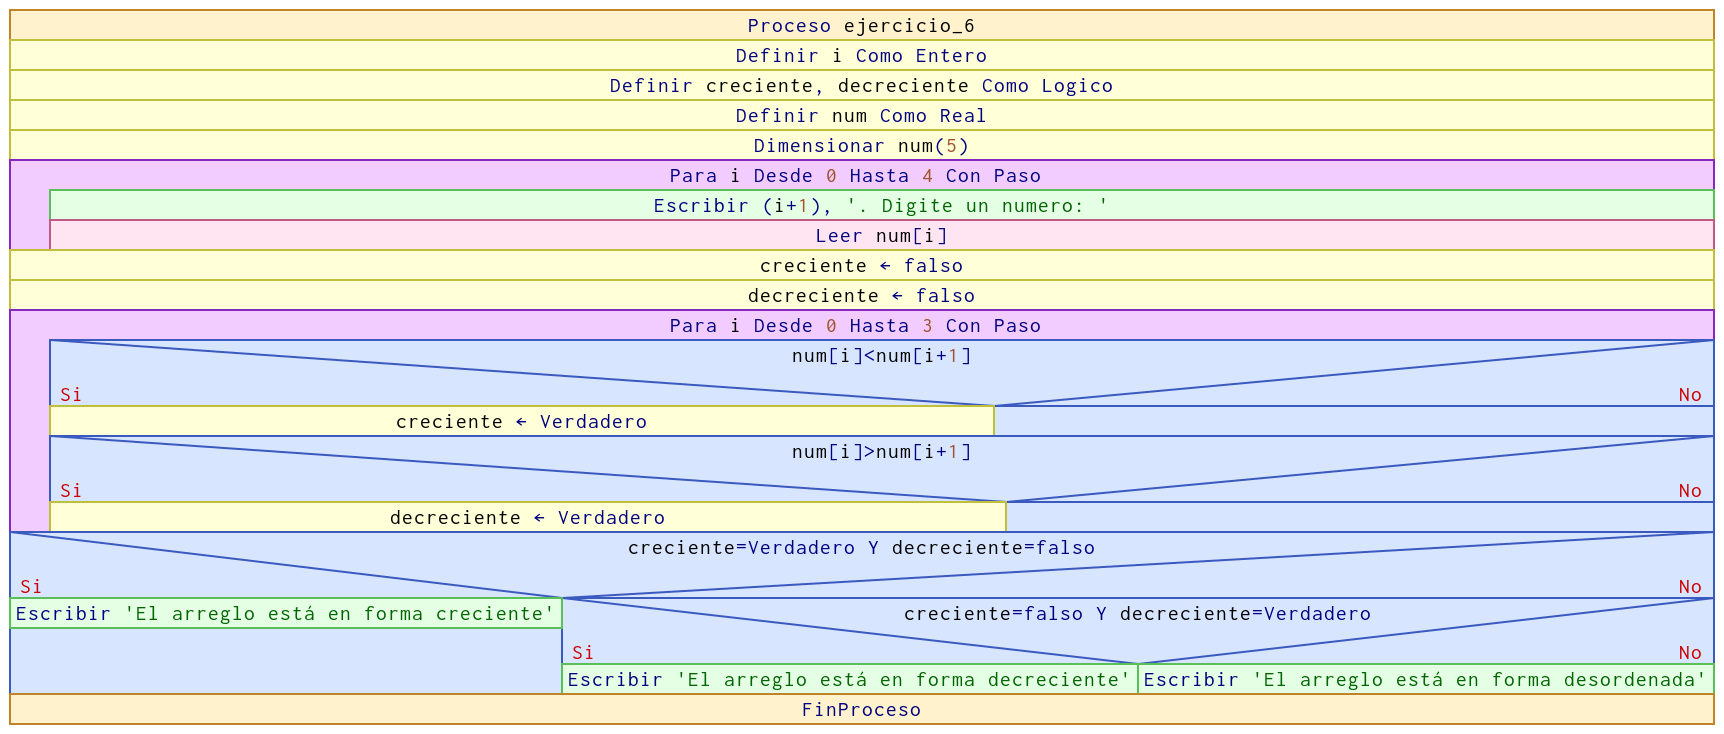 Proceso ejercicio_6
Definir i Como Entero
Definir creciente, decreciente Como Logico
Definir num Como Real
Dimensionar num(5)
Para i Desde 0 Hasta 4 Con Paso
Escribir (i+1), '. Digite un numero: '
Leer num[i]
creciente ← falso
decreciente ← falso
Para i Desde 0 Hasta 3 Con Paso
num[i]<num[i+1]
Si No
creciente ← Verdadero
num[i]>num[i+1]
Si No
decreciente ← Verdadero
creciente=Verdadero Y decreciente=falso
Si No
Escribir 'El arreglo está en forma creciente' creciente=falso Y decreciente=Verdadero
Si No
Escribir 'El arreglo está en forma decreciente' Escribir 'El arreglo está en forma desordenada'
FinProceso